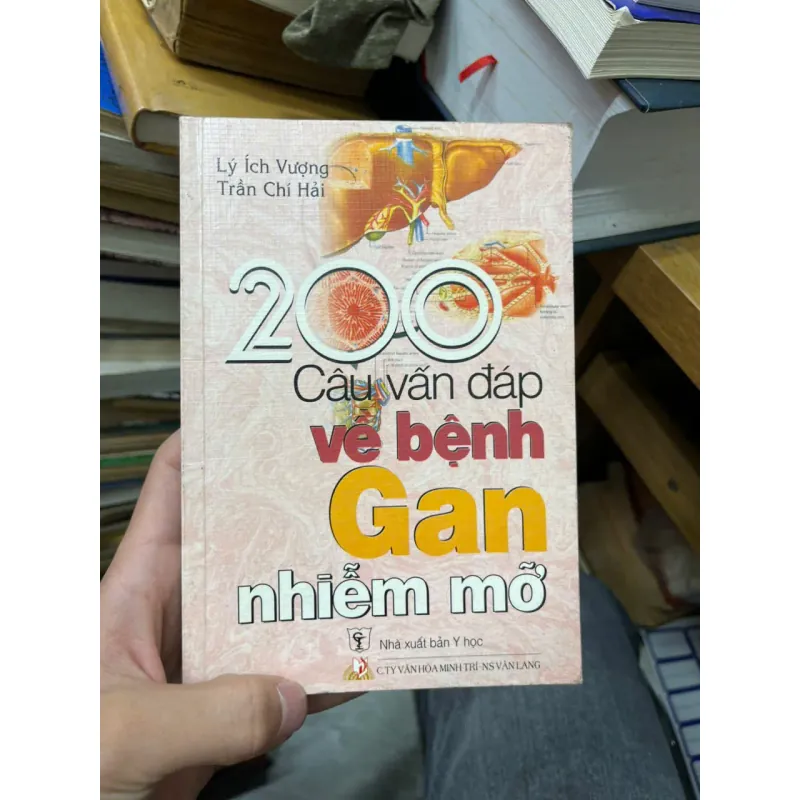 Lý Ích Vượng
Trần Chí Hải
200
Câu vấn đáp
về bệnh
Gan
nhiễm mỡ
Nhà xuất bản Y học
C.TY VĂN HÓA MINH TRÍ - NS VĂN LANG